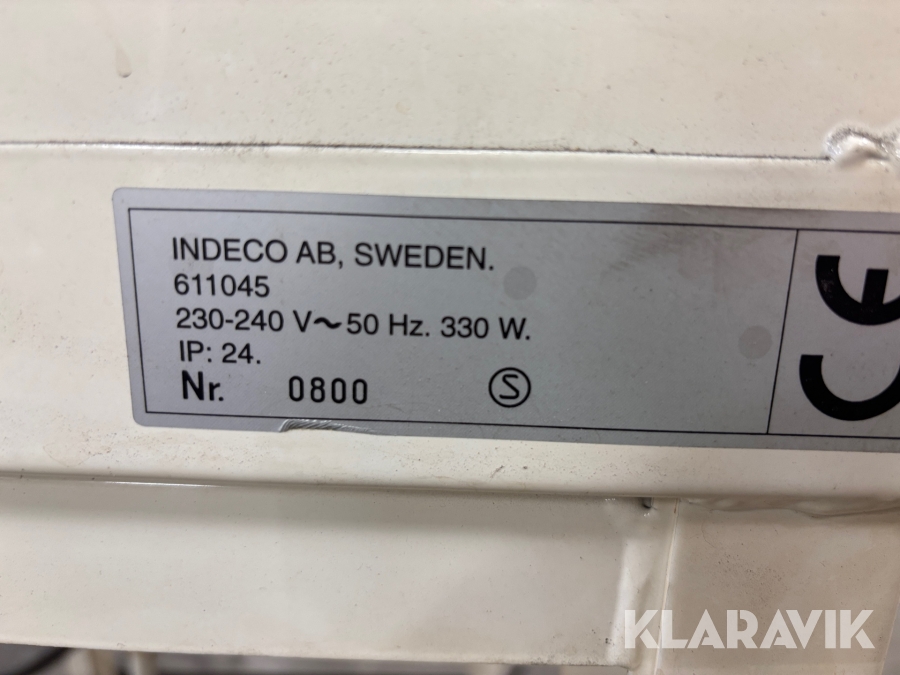 INDECO AB, SWEDEN.
611045
230-240 V~50 Hz. 330 W.
IP: 24.
Nr. 0800 Ⓢ
CE
KLARAVIK